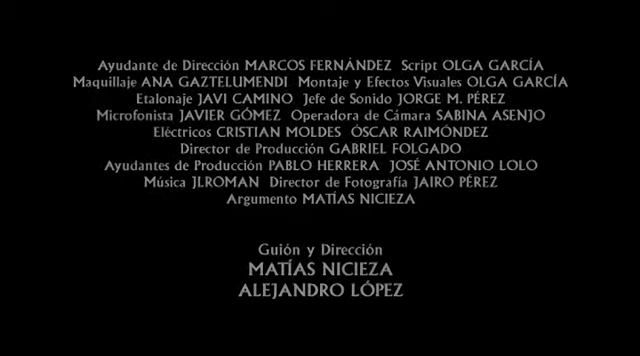 Ayudante de Dirección MARCOS FERNÁNDEZ Script OLGA GARCÍA
Maquillaje ANA GAZTELUMENDI Montaje y Efectos Visuales OLGA GARCÍA
Etalonaje JAVI CAMINO Jefe de Sonido JORGE M. PÉREZ
Microfonista JAVIER GÓMEZ Operadora de Cámara SABINA ASENJO
Eléctricos CRISTIAN MOLDES ÓSCAR RAIMÓNDEZ
Director de Producción GABRIEL FOLGADO
Ayudantes de Producción PABLO HERRERA JOSÉ ANTONIO LOLO
Música JLROMAN Director de Fotografía JAIRO PÉREZ
Argumento MATÍAS NICIEZA
Guión y Dirección
MATÍAS NICIEZA
ALEJANDRO LÓPEZ